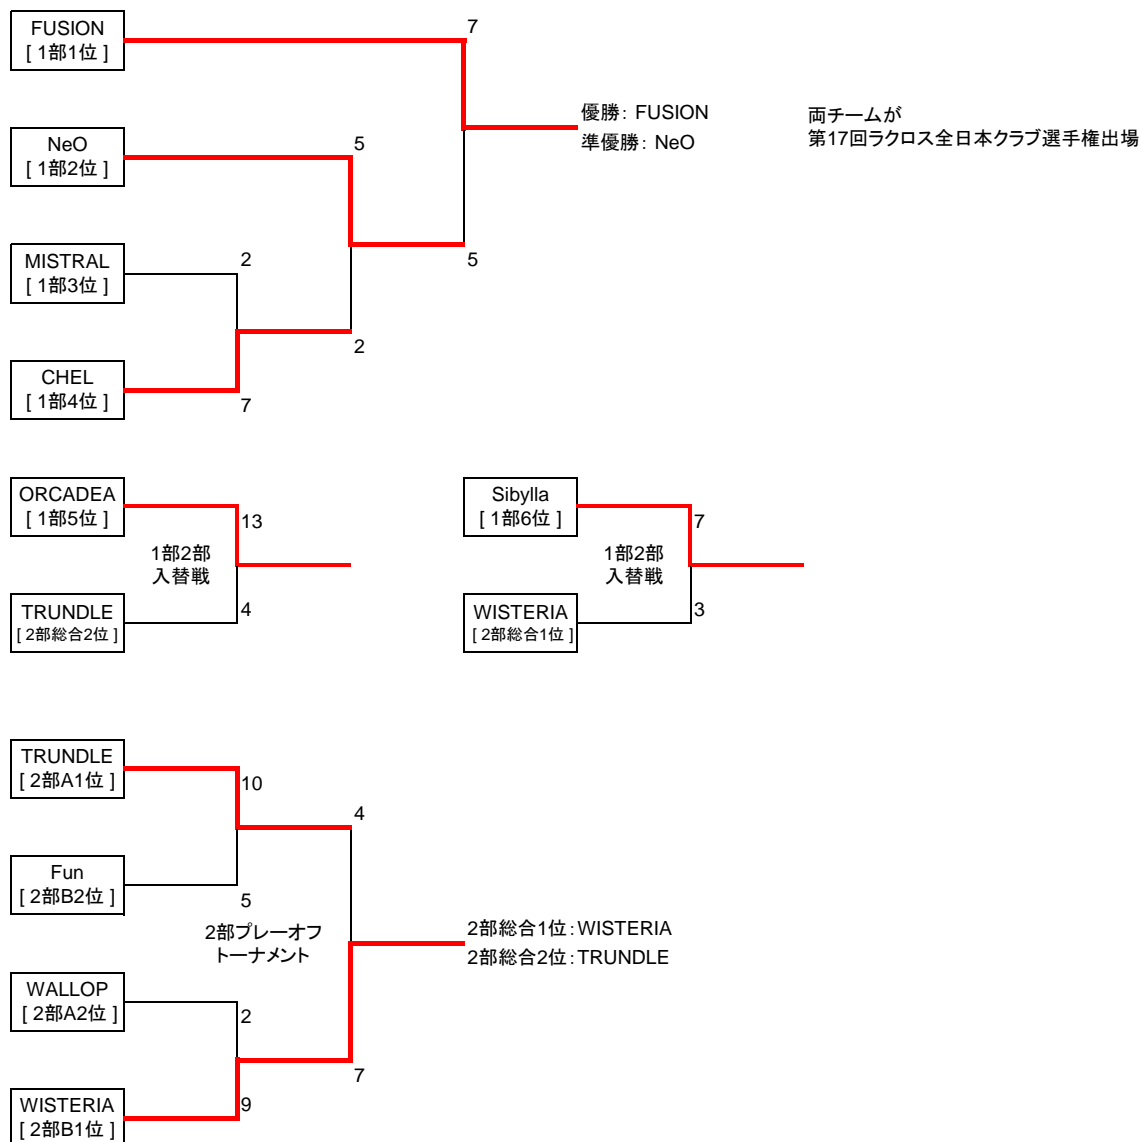 FUSION
[ 1部1位 ]
7
優勝: FUSION
準優勝: NeO
両チームが
第17回ラクロス全日本クラブ選手権出場
NeO
[ 1部2位 ]
5
MISTRAL
[ 1部3位 ]
2
5
2
CHEL
[ 1部4位 ]
7
ORCADEA
[ 1部5位 ]
13
1部2部
入替戦
TRUNDLE
[ 2部総合2位 ]
4
Sibylla
[ 1部6位 ]
7
1部2部
入替戦
WISTERIA
[ 2部総合1位 ]
3
TRUNDLE
[ 2部A1位 ]
10
4
Fun
[ 2部B2位 ]
5
2部プレーオフ
トーナメント
2部総合1位:WISTERIA
2部総合2位:TRUNDLE
WALLOP
[ 2部A2位 ]
2
7
WISTERIA
[ 2部B1位 ]
9